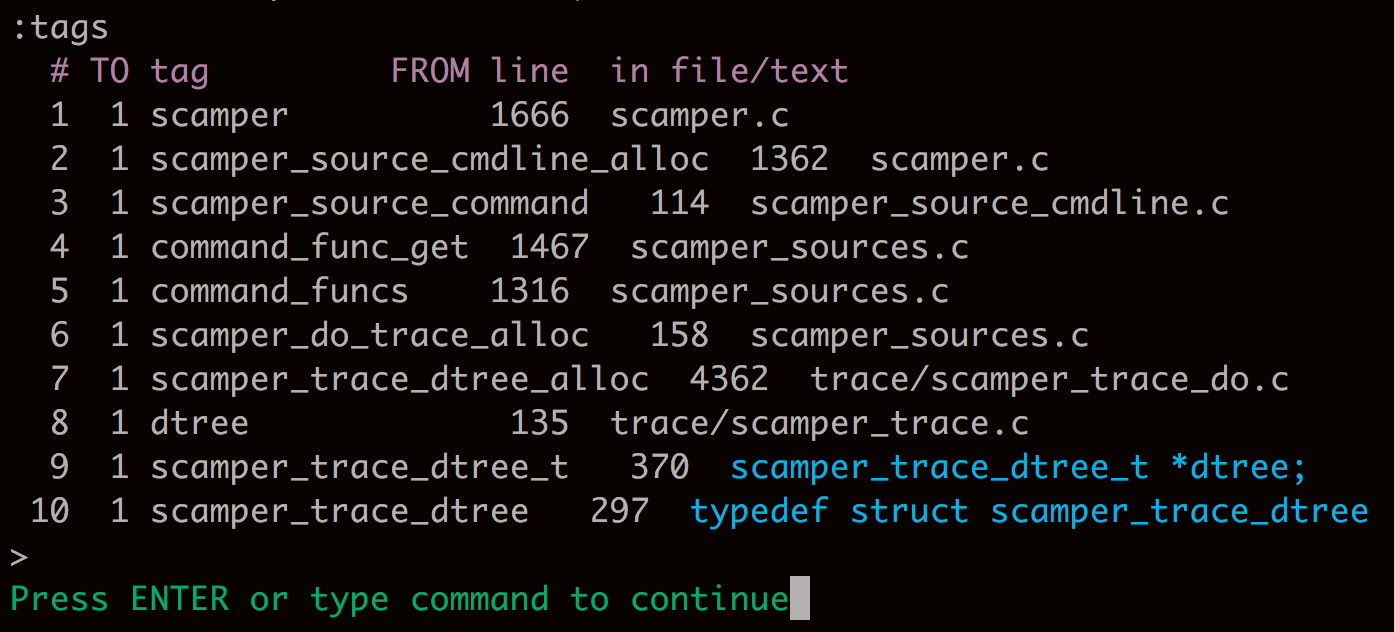 :tags
  # TO tag         FROM line  in file/text
  1  1 scamper          1666  scamper.c
  2  1 scamper_source_cmdline_alloc  1362  scamper.c
  3  1 scamper_source_command   114  scamper_source_cmdline.c
  4  1 command_func_get  1467  scamper_sources.c
  5  1 command_funcs    1316  scamper_sources.c
  6  1 scamper_do_trace_alloc   158  scamper_sources.c
  7  1 scamper_trace_dtree_alloc  4362  trace/scamper_trace_do.c
  8  1 dtree             135  trace/scamper_trace.c
  9  1 scamper_trace_dtree_t   370  scamper_trace_dtree_t *dtree;
 10  1 scamper_trace_dtree   297  typedef struct scamper_trace_dtree
>
Press ENTER or type command to continue